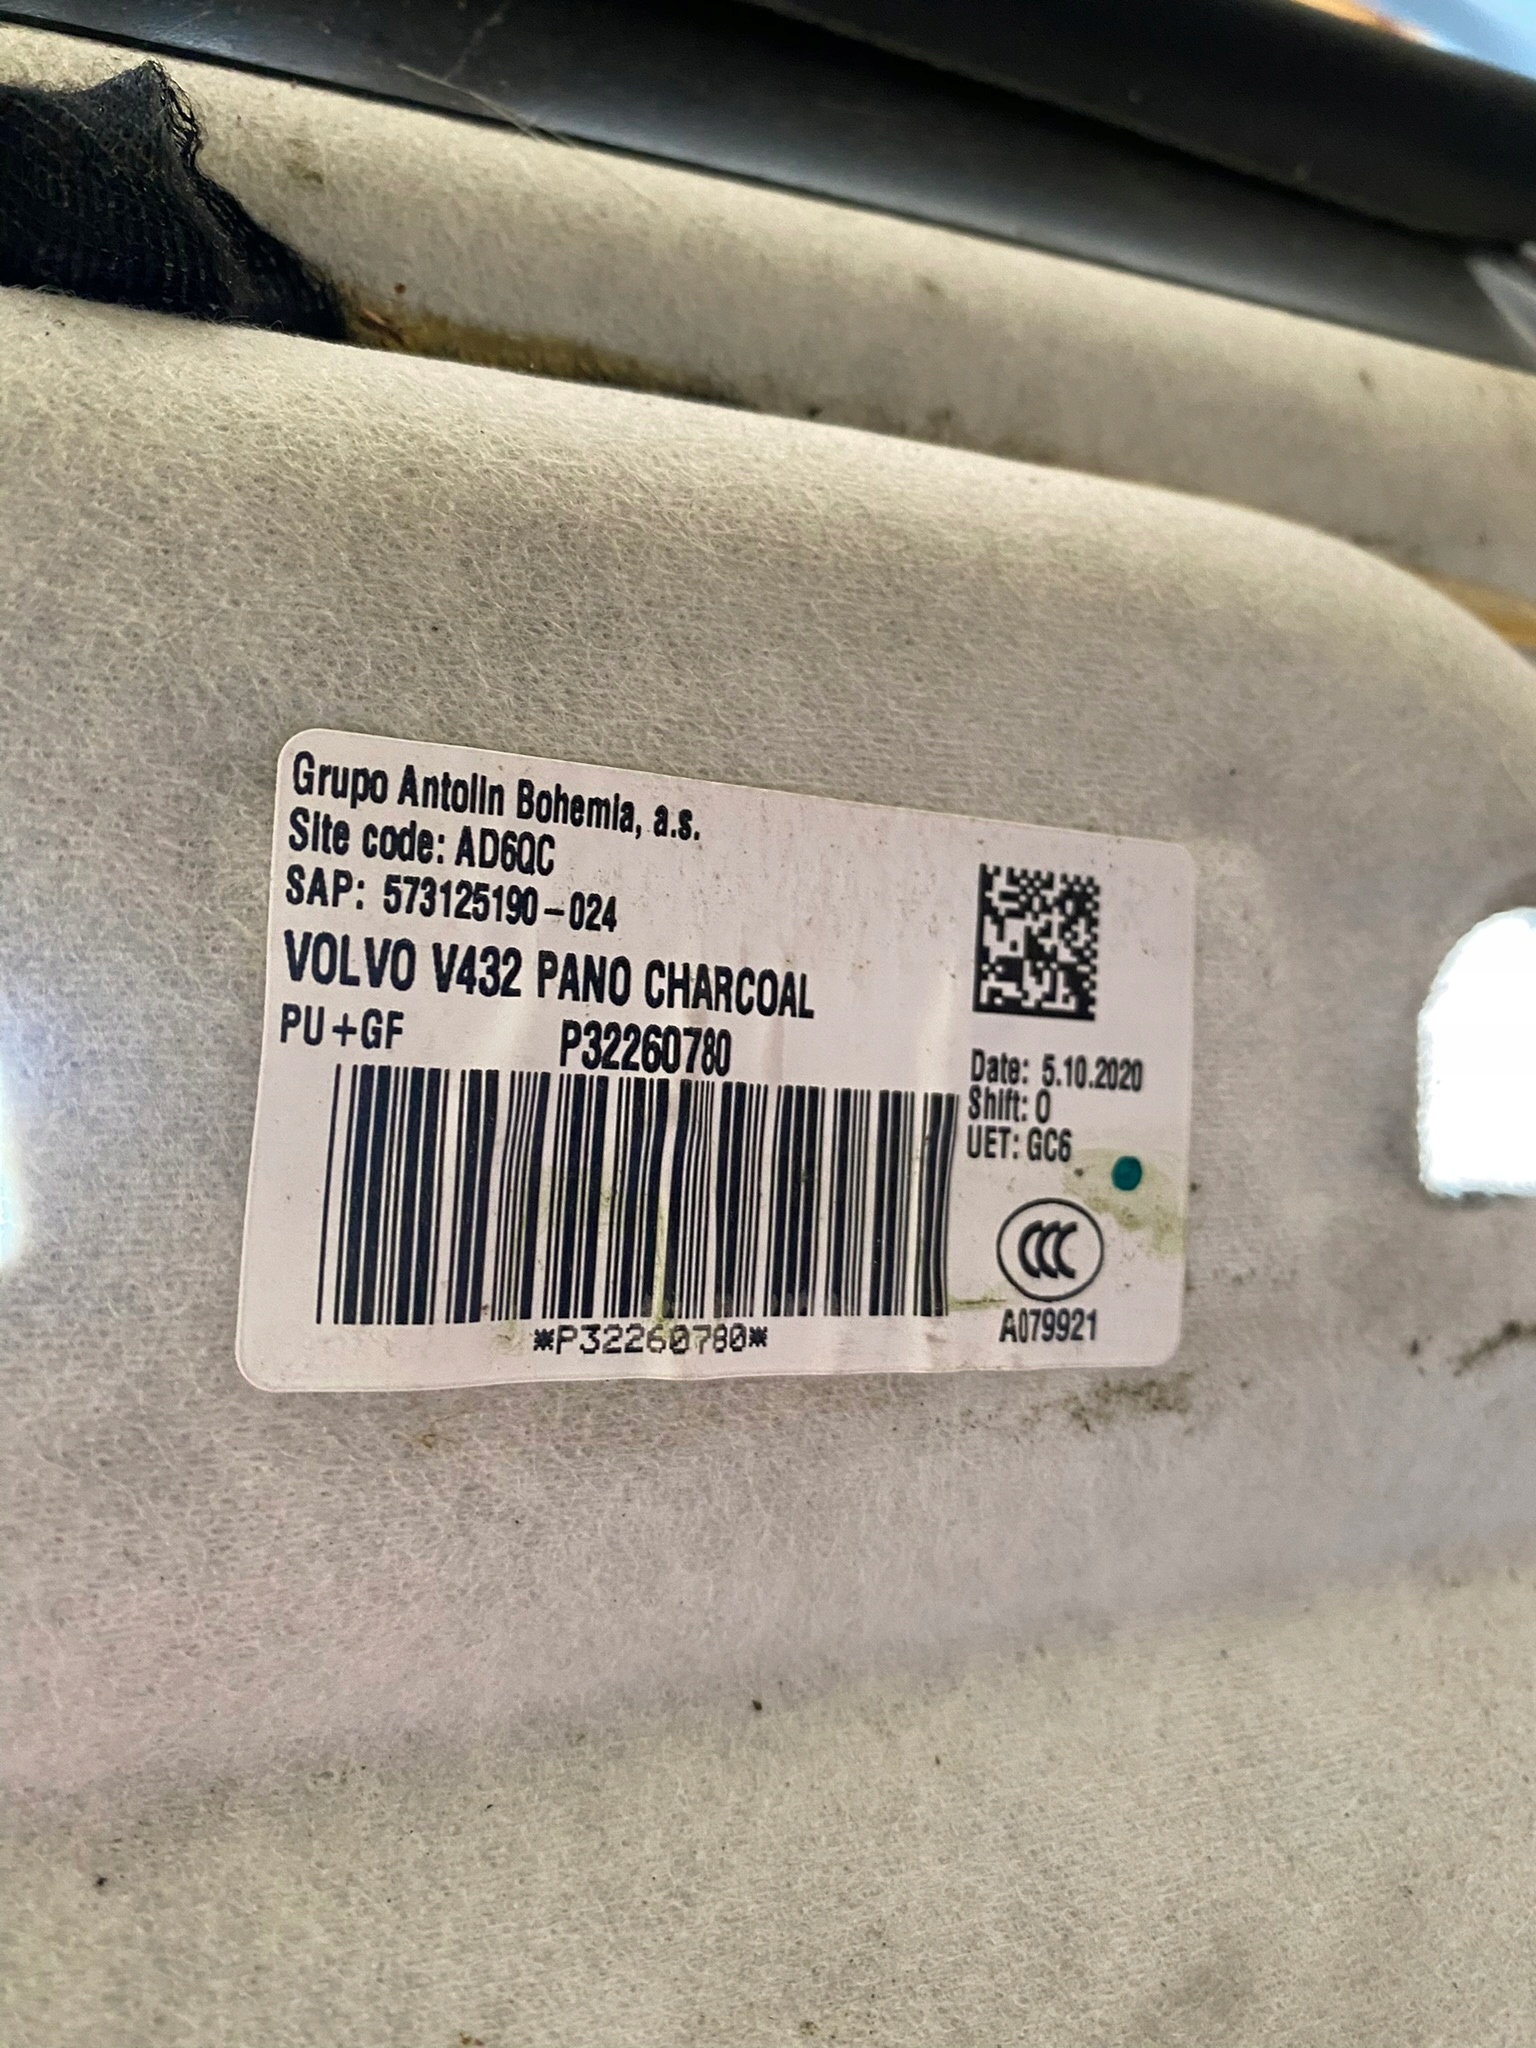 Grupo Antolin Bohemia, a.s.
Site code: AD6QC
SAP: 573125190-024
VOLVO V432 PANO CHARCOAL
PU+GF P32260780
Date: 5.10.2020
Shift: O
UET: GC6
CCC
A079921
*P32260780*